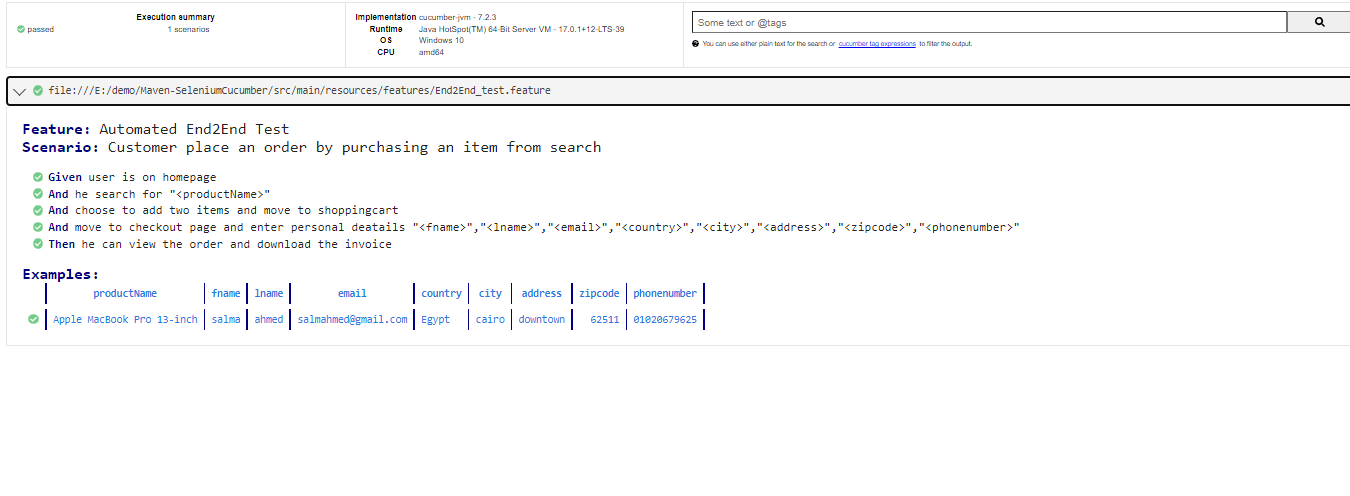 Execution summary
passed
1 scenarios
Implementation cucumber-jvm - 7.2.3
Runtime Java HotSpot(TM) 64-Bit Server VM - 17.0.1+12-LTS-39
OS Windows 10
CPU amd64
Some text or @tags
You can use either plain text for the search or cucumber tag expressions to filter the output.
file:///E:/demo/Maven-SeleniumCucumber/src/main/resources/features/End2End_test.feature
Feature: Automated End2End Test
Scenario: Customer place an order by purchasing an item from search
Given user is on homepage
And he search for "<productName>"
And choose to add two items and move to shoppingcart
And move to checkout page and enter personal deatails "<fname>","<lname>","<email>","<country>","<city>","<address>","<zipcode>","<phonenumber>"
Then he can view the order and download the invoice
Examples:
productName fname lname email country city address zipcode phonenumber
Apple MacBook Pro 13-inch salma ahmed salmahmed@gmail.com Egypt cairo downtown 62511 01020679625